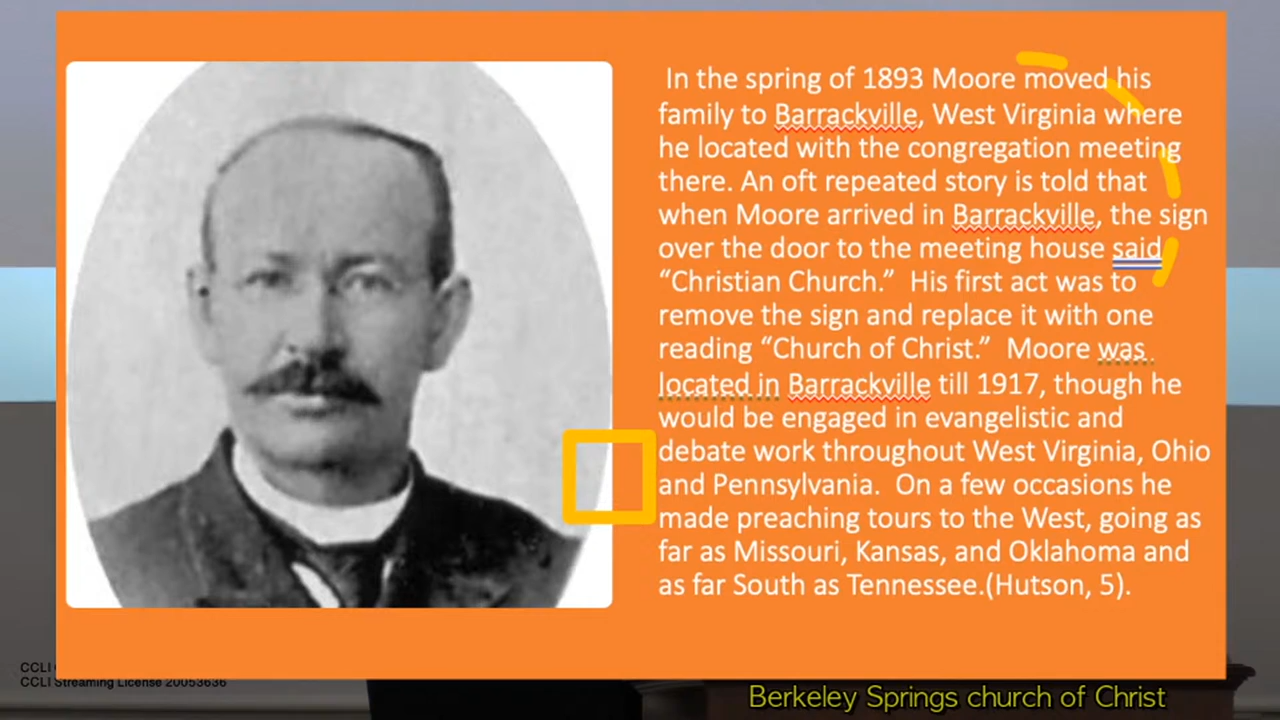 In the spring of 1893 Moore moved his
family to Barrackville, West Virginia where
he located with the congregation meeting
there. An oft repeated story is told that
when Moore arrived in Barrackville, the sign
over the door to the meeting house said
“Christian Church.”  His first act was to
remove the sign and replace it with one
reading “Church of Christ.”  Moore was
located in Barrackville till 1917, though he
would be engaged in evangelistic and
debate work throughout West Virginia, Ohio
and Pennsylvania.  On a few occasions he
made preaching tours to the West, going as
far as Missouri, Kansas, and Oklahoma and
as far South as Tennessee.(Hutson, 5).
CCLI
CCLI Streaming License 20053636
Berkeley Springs church of Christ